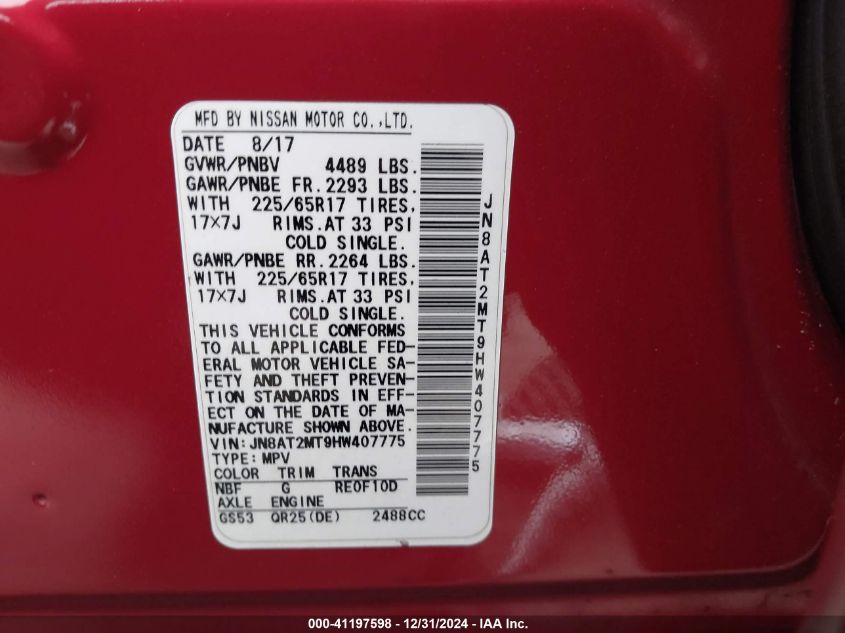 MFD BY NISSAN MOTOR CO.,LTD.
DATE 8/17
GVWR/PNBV 4489 LBS.
GAWR/PNBE FR. 2293 LBS.
WITH 225/65R17 TIRES,
17×7J RIMS.AT 33 PSI
COLD SINGLE.
GAWR/PNBE RR. 2264 LBS.
WITH 225/65R17 TIRES,
17×7J RIMS.AT 33 PSI
COLD SINGLE.
THIS VEHICLE CONFORMS
TO ALL APPLICABLE FED-
ERAL MOTOR VEHICLE SA-
FETY AND THEFT PREVEN-
TION STANDARDS IN EFF-
ECT ON THE DATE OF MA-
NUFACTURE SHOWN ABOVE.
VIN:JN8AT2MT9HW407775
TYPE:MPV
COLOR TRIM TRANS
NBF G RE0F10D
AXLE ENGINE
GS53 QR25(DE) 2488CC
JN8AT2MT9HW407775
000-41197598 - 12/31/2024 - IAA Inc.